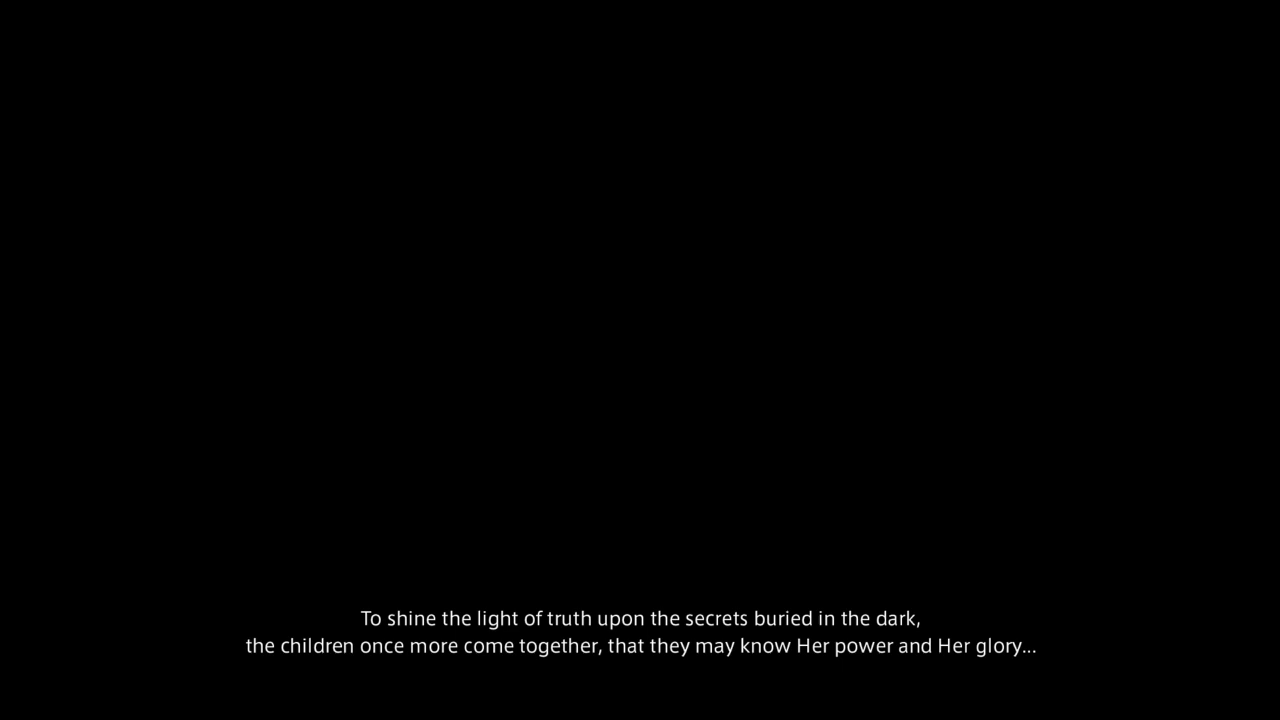 To shine the light of truth upon the secrets buried in the dark,
the children once more come together, that they may know Her power and Her glory...